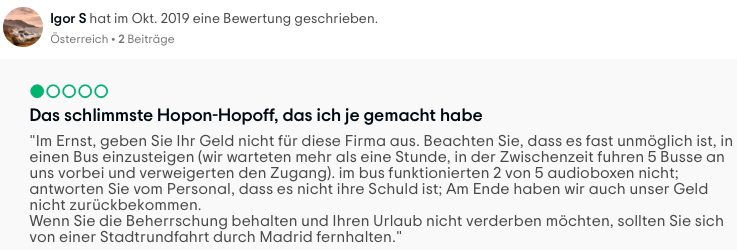 Igor S hat im Okt. 2019 eine Bewertung geschrieben.
Österreich • 2 Beiträge
Das schlimmste Hopon-Hopoff, das ich je gemacht habe
"Im Ernst, geben Sie Ihr Geld nicht für diese Firma aus. Beachten Sie, dass es fast unmöglich ist, in
einen Bus einzusteigen (wir warteten mehr als eine Stunde, in der Zwischenzeit fuhren 5 Busse an
uns vorbei und verweigerten den Zugang). im bus funktionierten 2 von 5 audioboxen nicht;
antworten Sie vom Personal, dass es nicht ihre Schuld ist; Am Ende haben wir auch unser Geld
nicht zurückbekommen.
Wenn Sie die Beherrschung behalten und Ihren Urlaub nicht verderben möchten, sollten Sie sich
von einer Stadtrundfahrt durch Madrid fernhalten."